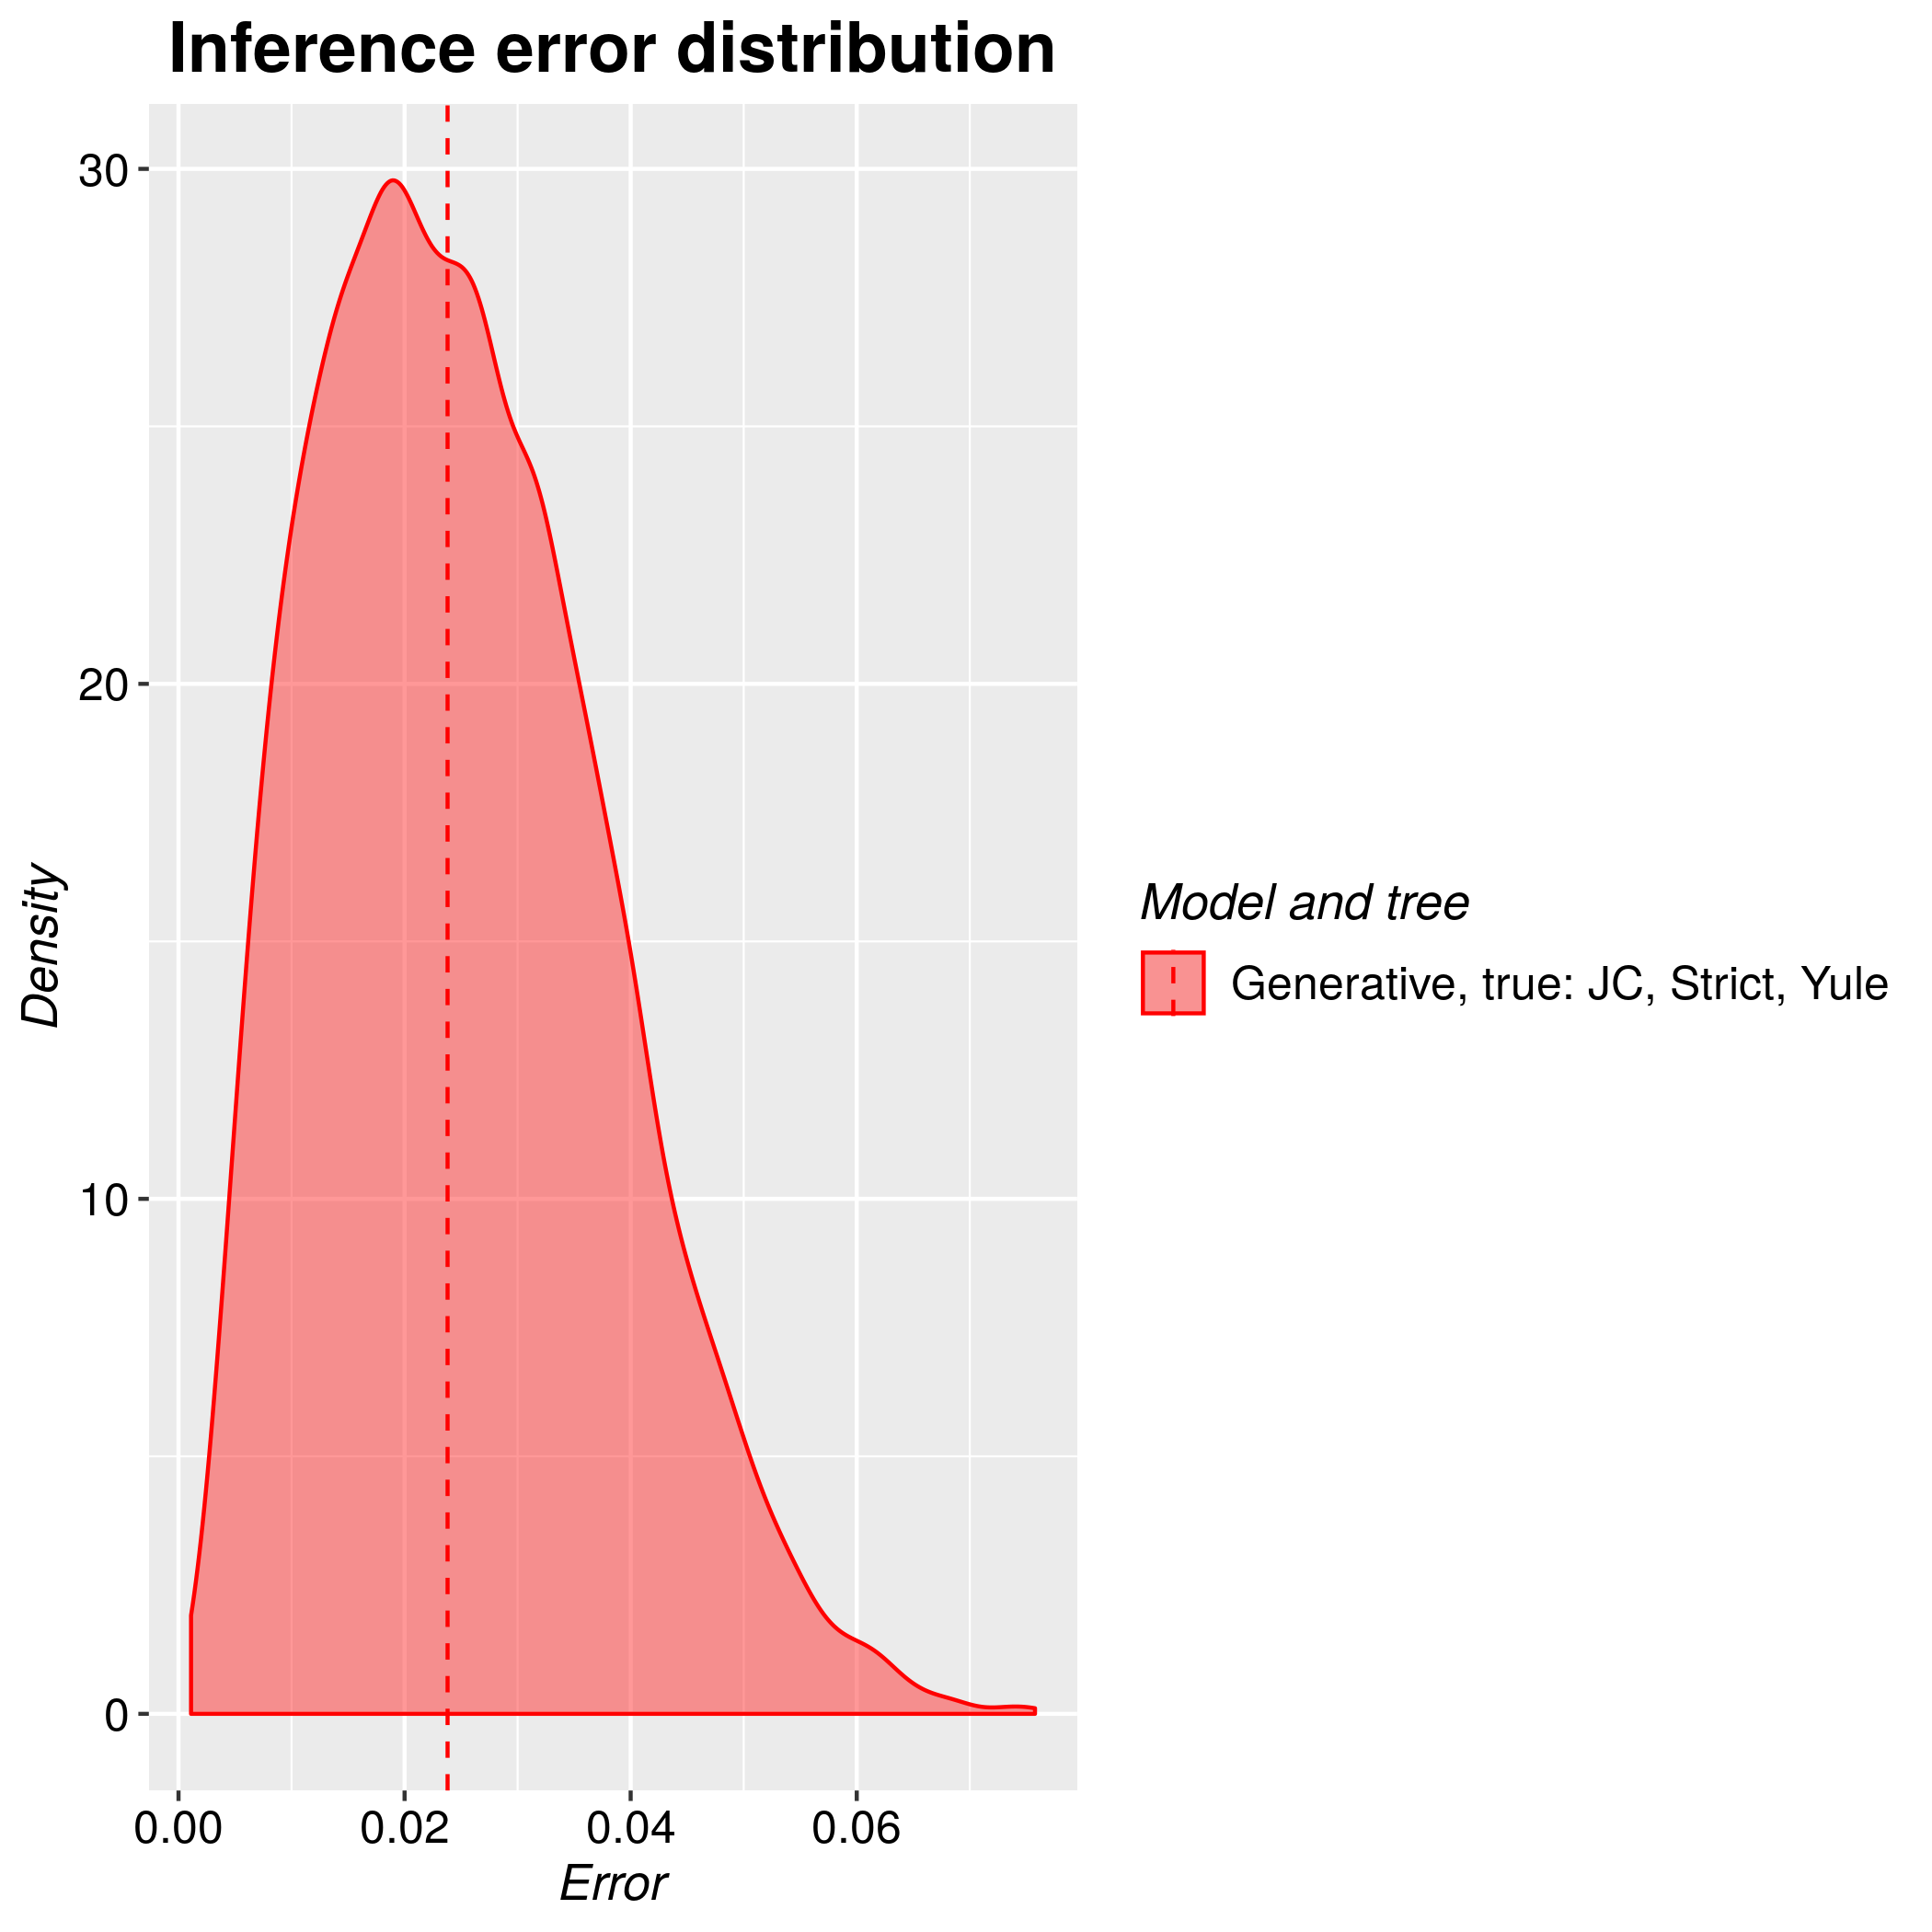 Inference error distribution
30
20
10
0
Density
0.00 0.02 0.04 0.06
Error
Model and tree
Generative, true: JC, Strict, Yule